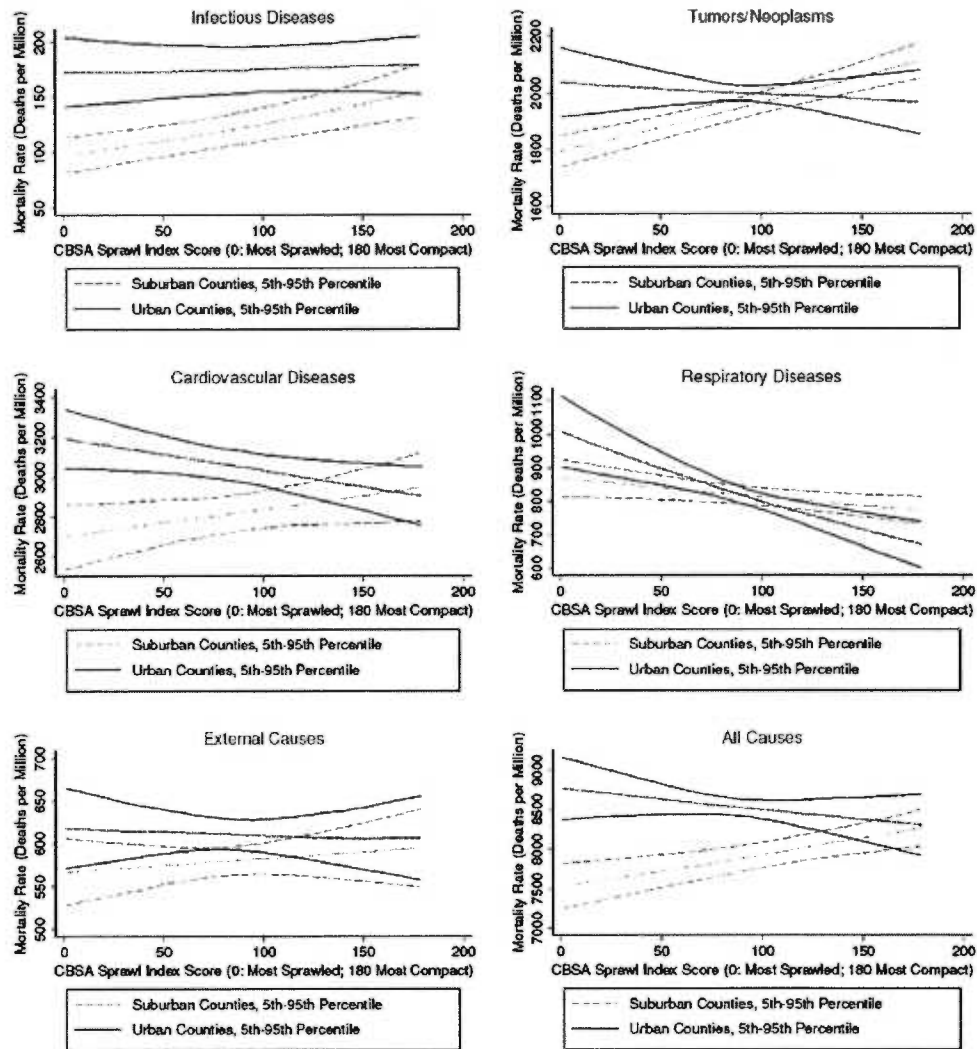 Infectious Diseases
Mortality Rate (Deaths per Million)
200
150
100
50
0 50 100 150 200
CBSA Sprawl Index Score (0: Most Sprawled; 180 Most Compact)
Suburban Counties, 5th-95th Percentile
Urban Counties, 5th-95th Percentile
Tumors/Neoplasms
Mortality Rate (Deaths per Million)
2200
2000
1800
1600
0 50 100 150 200
CBSA Sprawl Index Score (0: Most Sprawled; 180 Most Compact)
Suburban Counties, 5th-95th Percentile
Urban Counties, 5th-95th Percentile
Cardiovascular Diseases
Mortality Rate (Deaths per Million)
3400
3200
3000
2800
2600
0 50 100 150 200
CBSA Sprawl Index Score (0: Most Sprawled; 180 Most Compact)
Suburban Counties, 5th-95th Percentile
Urban Counties, 5th-95th Percentile
Respiratory Diseases
Mortality Rate (Deaths per Million)
1100
1000
900
800
700
600
0 50 100 150 200
CBSA Sprawl Index Score (0: Most Sprawled; 180 Most Compact)
Suburban Counties, 5th-95th Percentile
Urban Counties, 5th-95th Percentile
External Causes
Mortality Rate (Deaths per Million)
700
650
600
550
500
0 50 100 150 200
CBSA Sprawl Index Score (0: Most Sprawled; 180 Most Compact)
Suburban Counties, 5th-95th Percentile
Urban Counties, 5th-95th Percentile
All Causes
Mortality Rate (Deaths per Million)
9000
8500
8000
7500
7000
0 50 100 150 200
CBSA Sprawl Index Score (0: Most Sprawled; 180 Most Compact)
Suburban Counties, 5th-95th Percentile
Urban Counties, 5th-95th Percentile